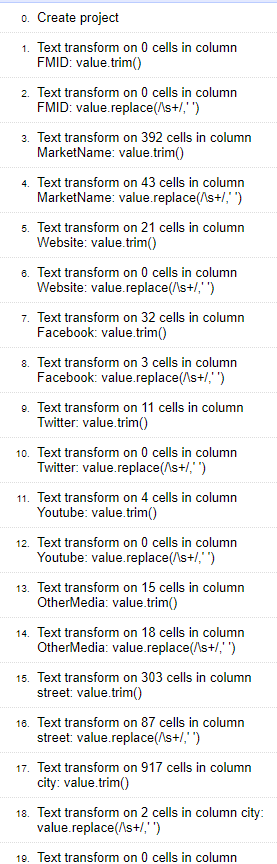 0. Create project
1. Text transform on 0 cells in column
FMID: value.trim()
2. Text transform on 0 cells in column
FMID: value.replace(/\s+/,' ')
3. Text transform on 392 cells in column
MarketName: value.trim()
4. Text transform on 43 cells in column
MarketName: value.replace(/\s+/,' ')
5. Text transform on 21 cells in column
Website: value.trim()
6. Text transform on 0 cells in column
Website: value.replace(/\s+/,' ')
7. Text transform on 32 cells in column
Facebook: value.trim()
8. Text transform on 3 cells in column
Facebook: value.replace(/\s+/,' ')
9. Text transform on 11 cells in column
Twitter: value.trim()
10. Text transform on 0 cells in column
Twitter: value.replace(/\s+/,' ')
11. Text transform on 4 cells in column
Youtube: value.trim()
12. Text transform on 0 cells in column
Youtube: value.replace(/\s+/,' ')
13. Text transform on 15 cells in column
OtherMedia: value.trim()
14. Text transform on 18 cells in column
OtherMedia: value.replace(/\s+/,' ')
15. Text transform on 303 cells in column
street: value.trim()
16. Text transform on 87 cells in column
street: value.replace(/\s+/,' ')
17. Text transform on 917 cells in column
city: value.trim()
18. Text transform on 2 cells in column city:
value.replace(/\s+/,' ')
19. Text transform on 0 cells in column